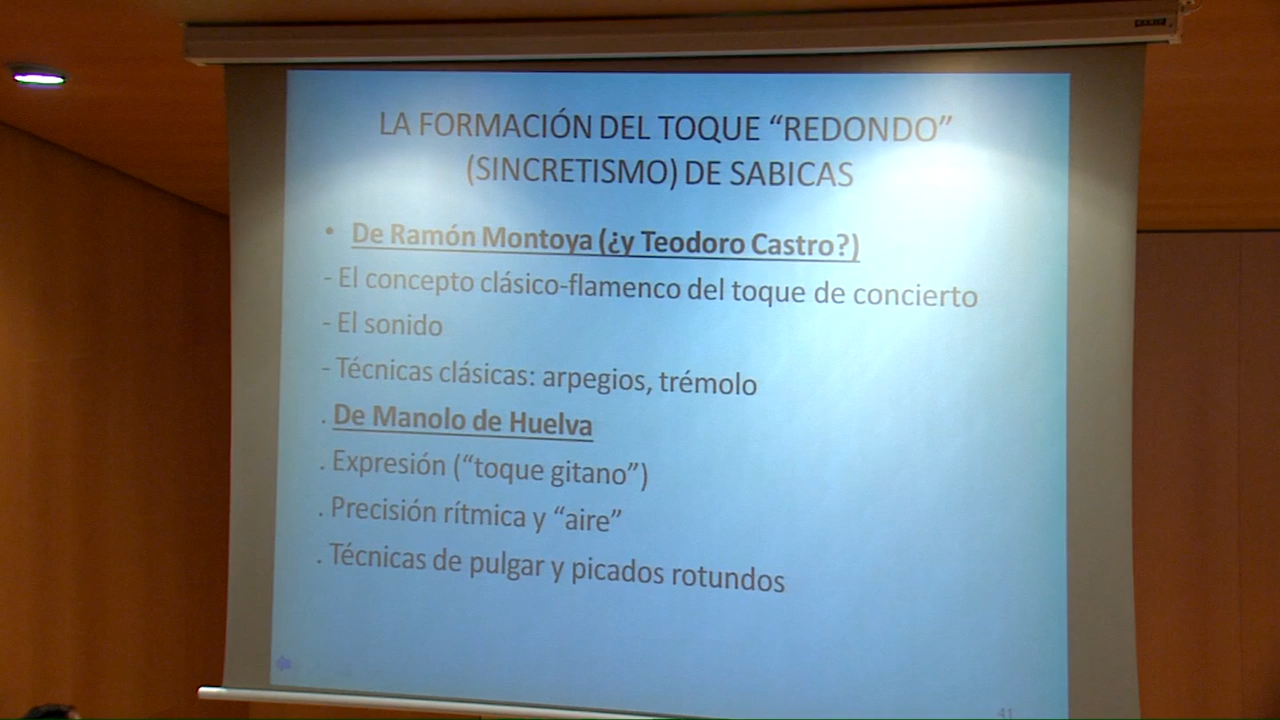 LA FORMACIÓN DEL TOQUE “REDONDO”
(SINCRETISMO) DE SABICAS
• De Ramón Montoya (¿y Teodoro Castro?)
- El concepto clásico-flamenco del toque de concierto
- El sonido
- Técnicas clásicas: arpegios, trémolo
. De Manolo de Huelva
. Expresión (“toque gitano”)
. Precisión rítmica y “aire”
. Técnicas de pulgar y picados rotundos
41